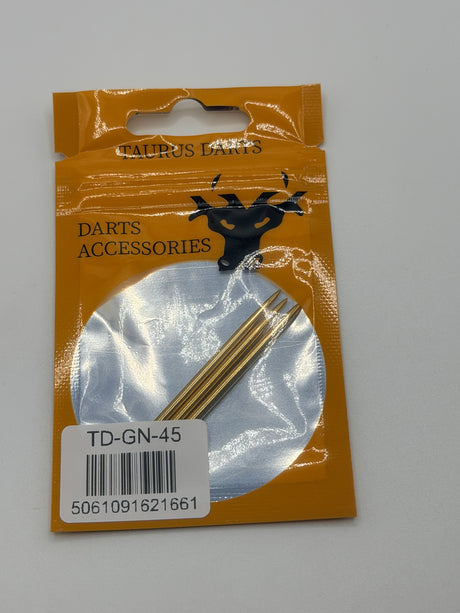 TAURUS DARTS
DARTS
ACCESSORIES
TD-GN-45
5061091621661